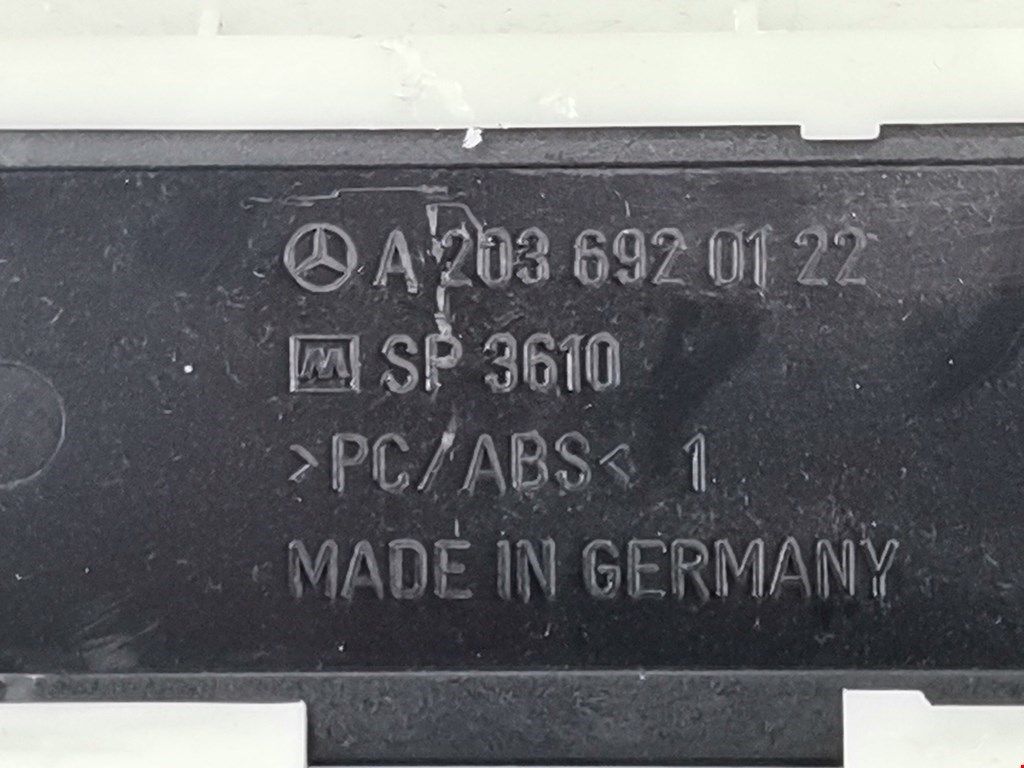 A 203 692 01 22
M SP 3610
>PC/ABS< 1
MADE IN GERMANY